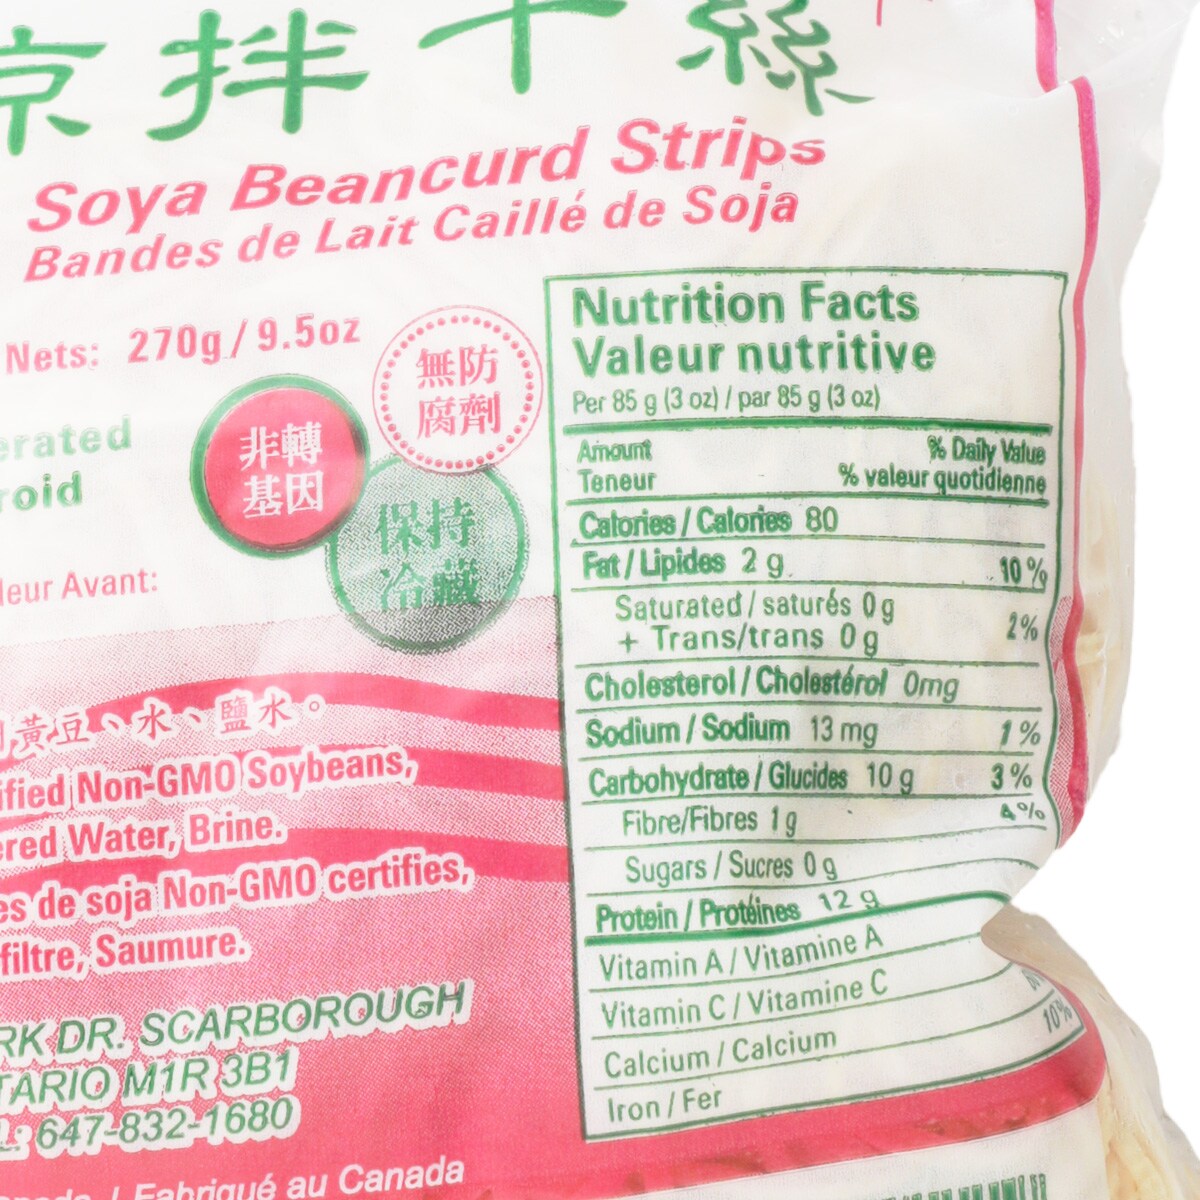 涼拌干絲
Soya Beancurd Strips
Bandes de Lait Caillé de Soja
Nets: 270g / 9.5oz
無防
腐劑
非轉
基因
保持
冷藏
erated
roid
leur Avant:
黃豆、水、鹽水。
ified Non-GMO Soybeans,
ered Water, Brine.
es de soja Non-GMO certifies,
filtre, Saumure.
RK DR. SCARBOROUGH
TARIO M1R 3B1
L: 647-832-1680
nada / Fabriqué au Canada
Nutrition Facts
Valeur nutritive
Per 85 g (3 oz) / par 85 g (3 oz)
Amount % Daily Value
Teneur % valeur quotidienne
Calories / Calories 80
Fat / Lipides 2 g 10 %
Saturated / saturés 0 g
+ Trans/trans 0 g 2%
Cholesterol / Cholestérol 0mg
Sodium / Sodium 13 mg 1 %
Carbohydrate / Glucides 10 g 3 %
Fibre/Fibres 1 g 4%
Sugars / Sucres 0 g
Protein / Protéines 12 g
Vitamin A / Vitamine A
Vitamin C / Vitamine C
Calcium / Calcium
Iron / Fer 10%